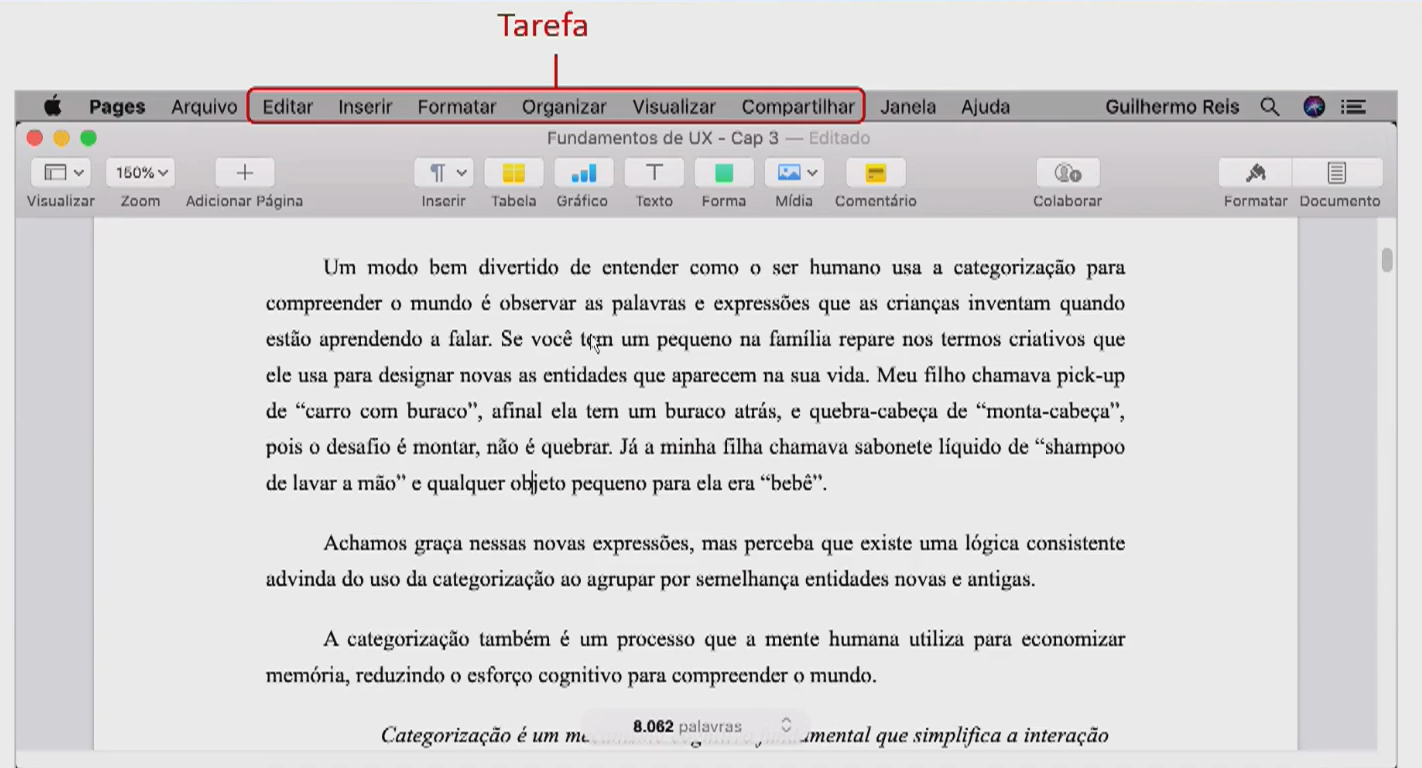 Tarefa
Pages Arquivo Editar Inserir Formatar Organizar Visualizar Compartilhar Janela Ajuda Guilhermo Reis
Fundamentos de UX - Cap 3 — Editado
150%
Visualizar Zoom Adicionar Página Inserir Tabela Gráfico Texto Forma Mídia Comentário Colaborar Formatar Documento
Um modo bem divertido de entender como o ser humano usa a categorização para
compreender o mundo é observar as palavras e expressões que as crianças inventam quando
estão aprendendo a falar. Se você tem um pequeno na família repare nos termos criativos que
ele usa para designar novas as entidades que aparecem na sua vida. Meu filho chamava pick-up
de “carro com buraco”, afinal ela tem um buraco atrás, e quebra-cabeça de “monta-cabeça”,
pois o desafio é montar, não é quebrar. Já a minha filha chamava sabonete líquido de “shampoo
de lavar a mão” e qualquer objeto pequeno para ela era “bebê”.
Achamos graça nessas novas expressões, mas perceba que existe uma lógica consistente
advinda do uso da categorização ao agrupar por semelhança entidades novas e antigas.
A categorização também é um processo que a mente humana utiliza para economizar
memória, reduzindo o esforço cognitivo para compreender o mundo.
Categorização é um que simplifica a interação
8.062 palavras